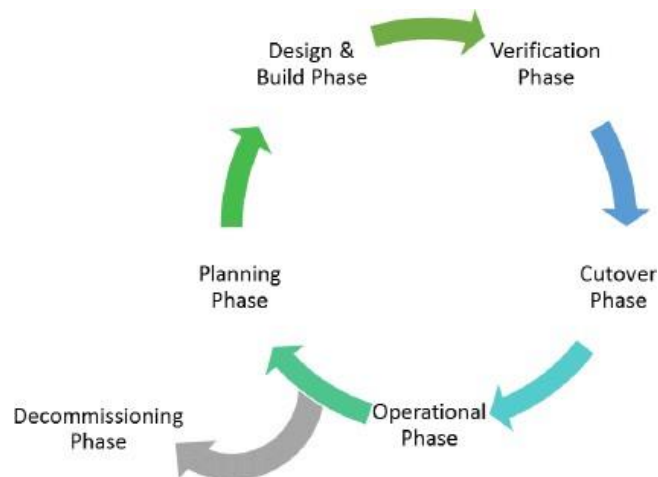 Design &
Build Phase
Verification
Phase
Cutover
Phase
Operational
Phase
Planning
Phase
Decommissioning
Phase